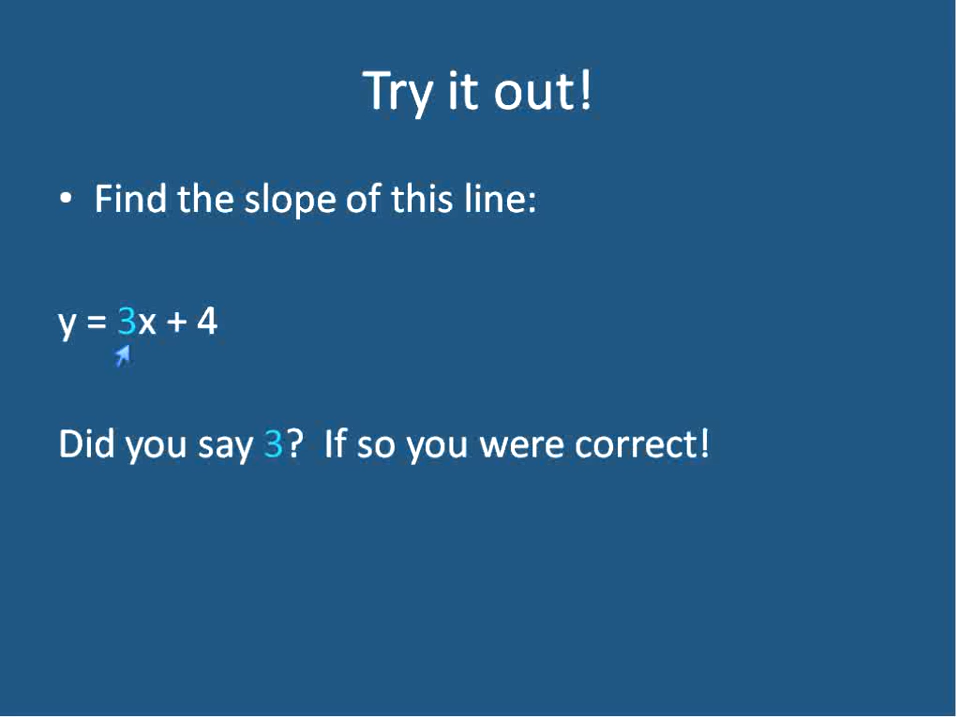 Try it out!
• Find the slope of this line:
y = 3x + 4
Did you say 3?  If so you were correct!